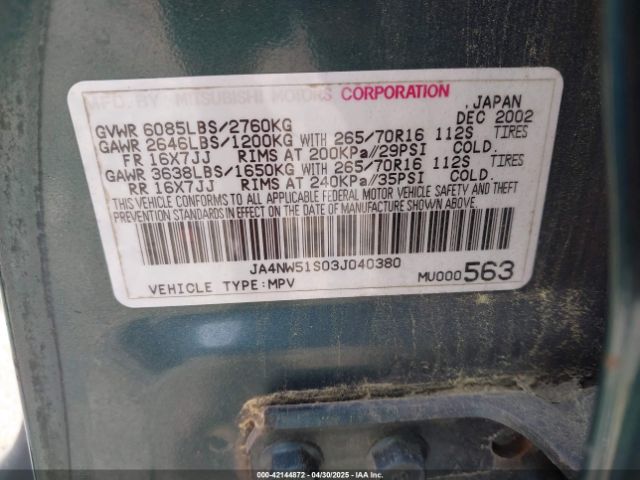 MFD. BY MITSUBISHI MOTORS CORPORATION
, JAPAN
DEC 2002
GVWR 6085LBS/2760KG
GAWR 2646LBS/1200KG WITH 265/70R16 112S TIRES
FR 16X7JJ RIMS AT 200KPa/29PSI COLD.
GAWR 3638LBS/1650KG WITH 265/70R16 112S TIRES
RR 16X7JJ RIMS AT 240KPa/35PSI COLD.
THIS VEHICLE CONFORMS TO ALL APPLICABLE FEDERAL MOTOR VEHICLE SAFETY AND THEFT
PREVENTION STANDARDS IN EFFECT ON THE DATE OF MANUFACTURE SHOWN ABOVE.
JA4NW51S03J040380
VEHICLE TYPE:MPV
MU000563
000-42144872 - 04/30/2025 - IAAI.COM